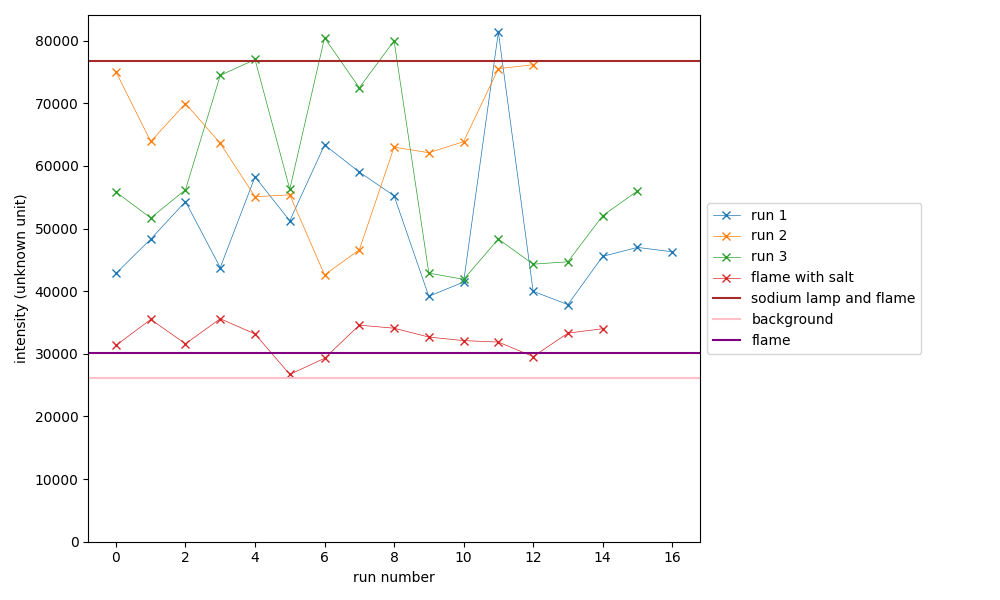 80000
70000
60000
50000
40000
30000
20000
10000
0
intensity (unknown unit)
0 2 4 6 8 10 12 14 16
run number
run 1
run 2
run 3
flame with salt
sodium lamp and flame
background
flame